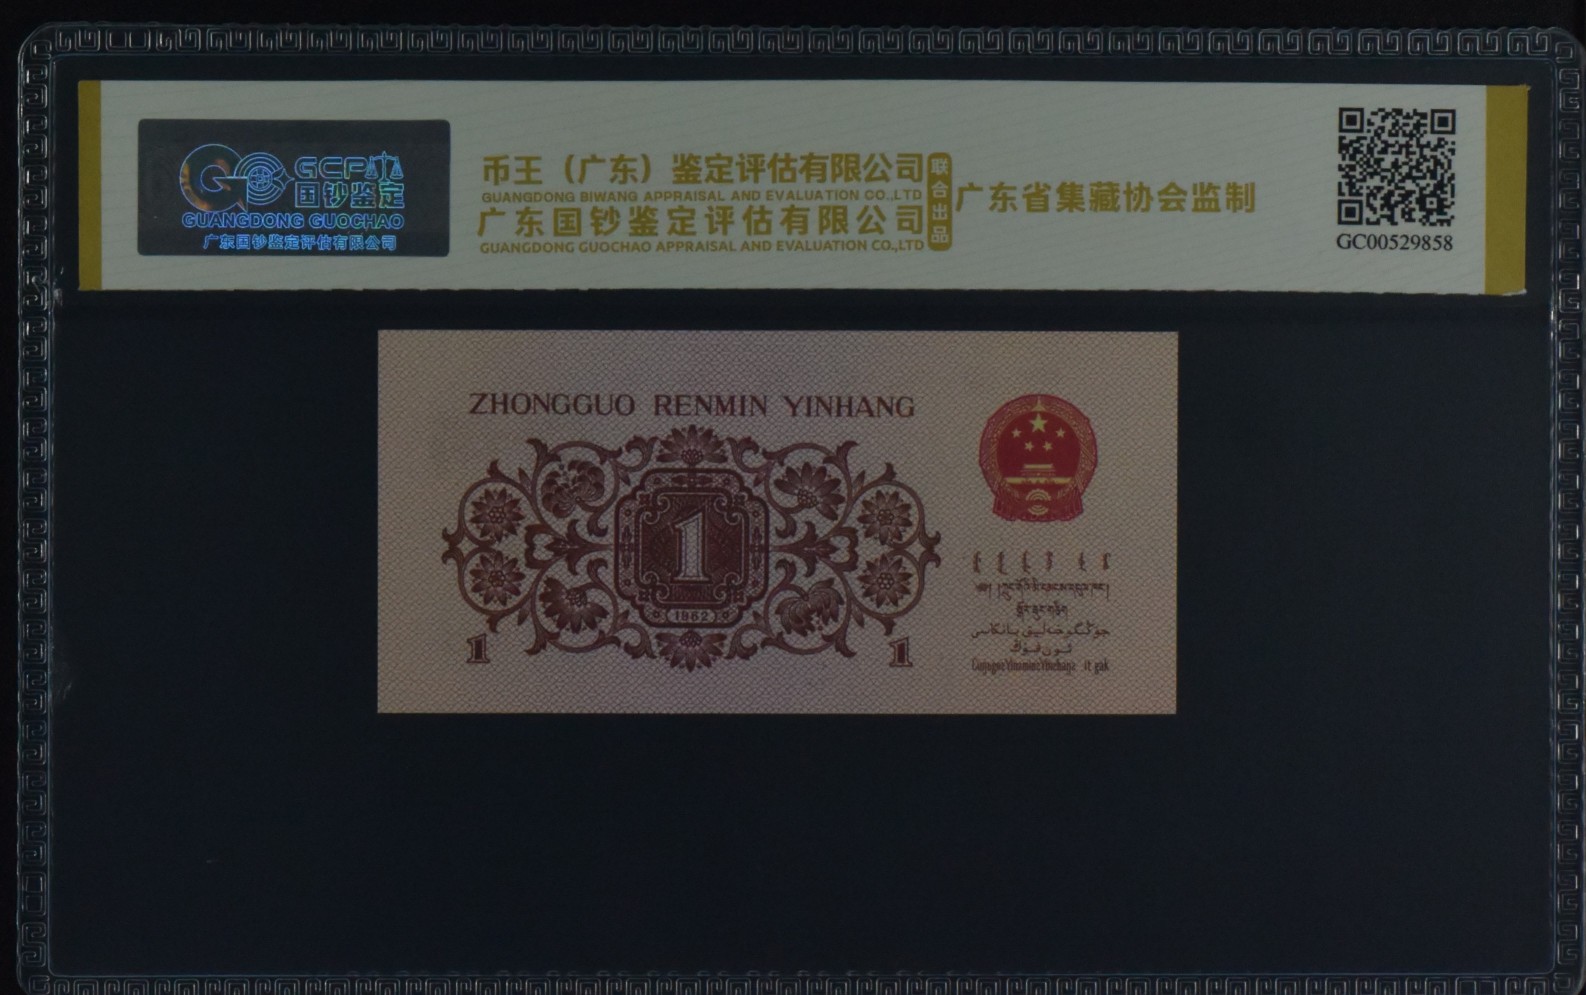 GCP
国钞鉴定
GUANGDONG GUOCHAO
广东国钞鉴定评估有限公司
币王（广东）鉴定评估有限公司
GUANGDONG BIWANG APPRAISAL AND EVALUATION CO.,LTD
广东国钞鉴定评估有限公司
GUANGDONG GUOCHAO APPRAISAL AND EVALUATION CO.,LTD
联合出品
广东省集藏协会监制
GC00529858
ZHONGGUO RENMIN YINHANG
1
1962
1 1